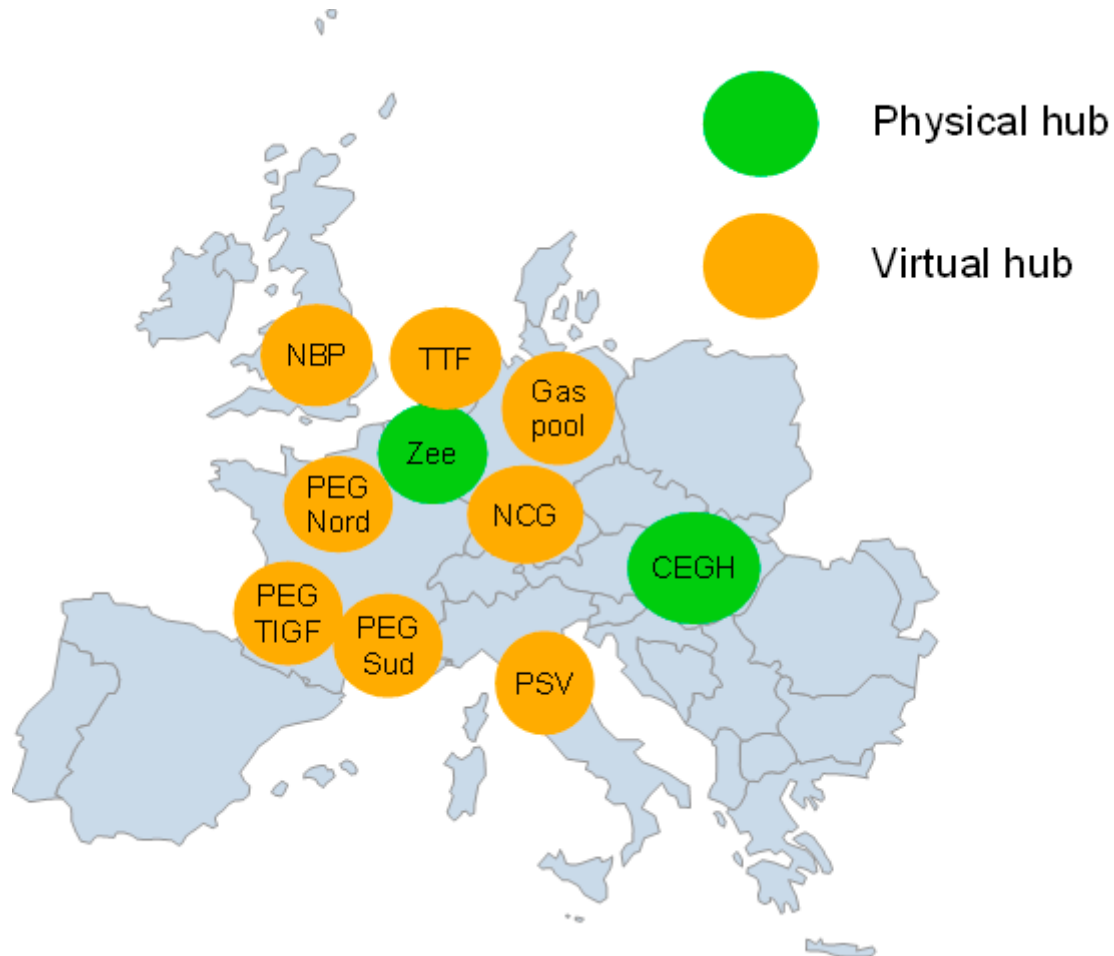 Physical hub
Virtual hub
NBP
TTF
Gas
pool
Zee
PEG
Nord
NCG
CEGH
PEG
TIGF
PEG
Sud
PSV